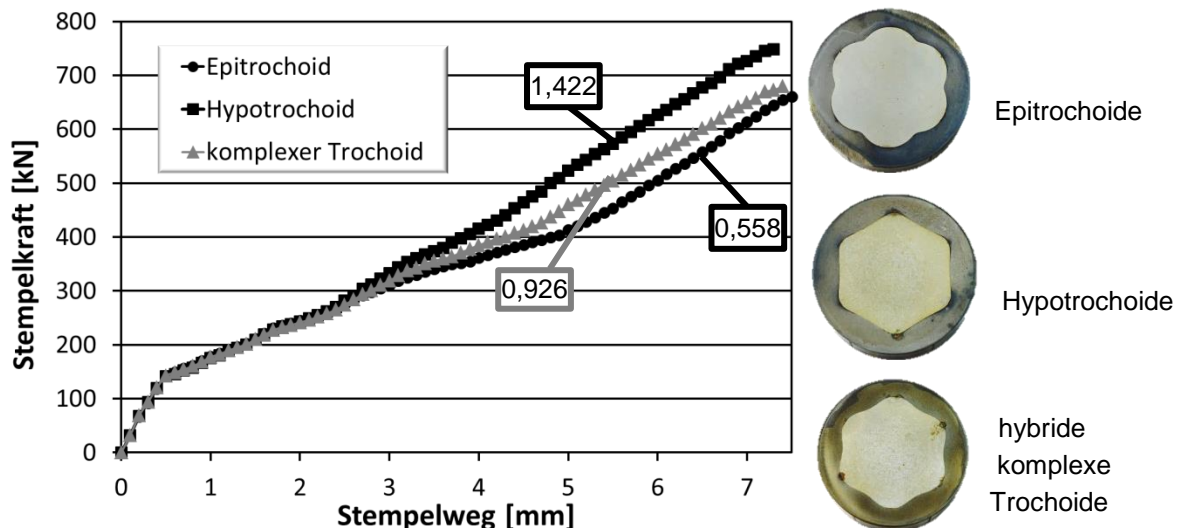 800
700
600
500
400
300
200
100
0
Stempelkraft [kN]
Epitrochoid
Hypotrochoid
komplexer Trochoid
1,422
0,558
0,926
0 1 2 3 4 5 6 7
Stempelweg [mm]
Epitrochoide
Hypotrochoide
hybride
komplexe
Trochoide